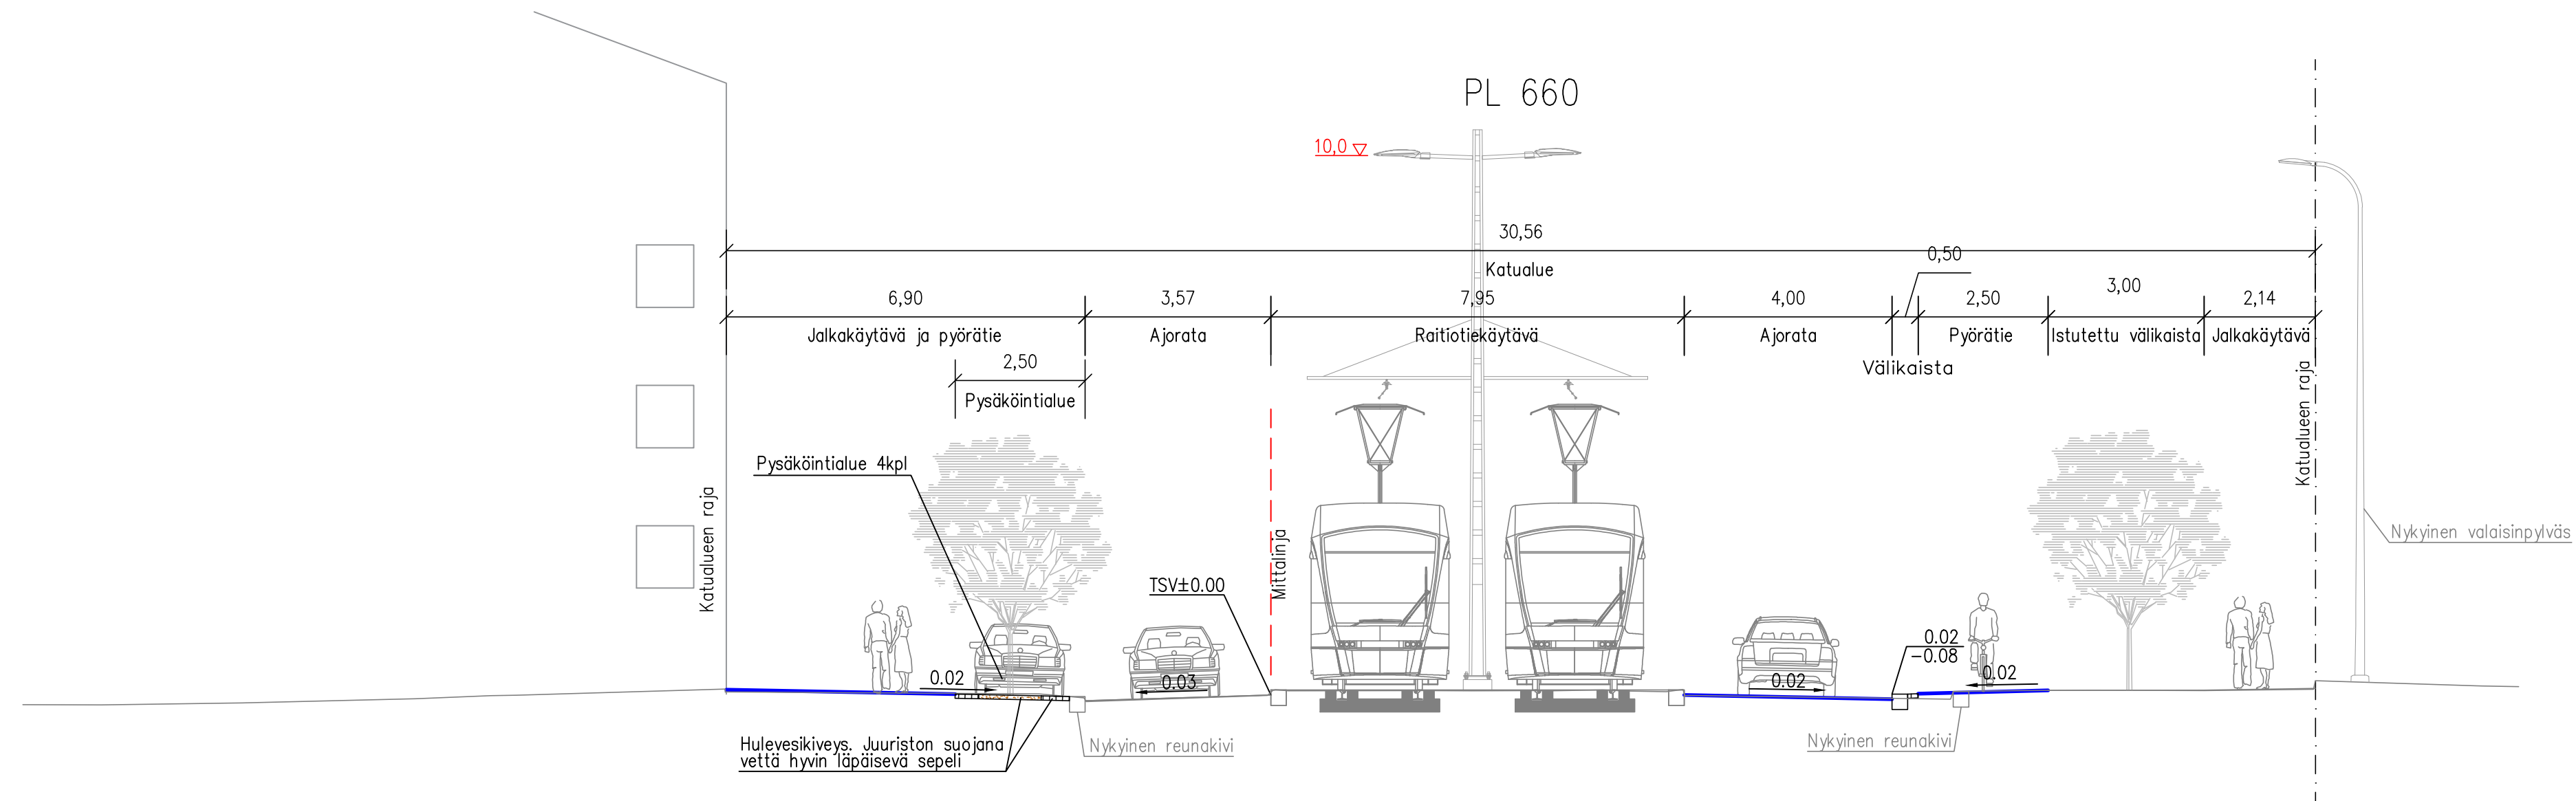 PL 660
10,0
30,56
Katualue
0,50
6,90
3,57
7,95
4,00
2,50
3,00
2,14
Jalkakäytävä ja pyörätie
Ajorata
Raitiotiekäytävä
Ajorata
Pyörätie
Istutettu välikaista
Jalkakäytävä
Välikaista
2,50
Pysäköintialue
Pysäköintialue 4kpl
Katualueen raja
Mittalinja
Katualueen raja
TSV±0.00
Nykyinen valaisinpylväs
0.02
0.03
0.02
0.02
-0.08
0.02
Hulevesikiveys. Juuriston suojana
vettä hyvin läpäisevä sepeli
Nykyinen reunakivi
Nykyinen reunakivi